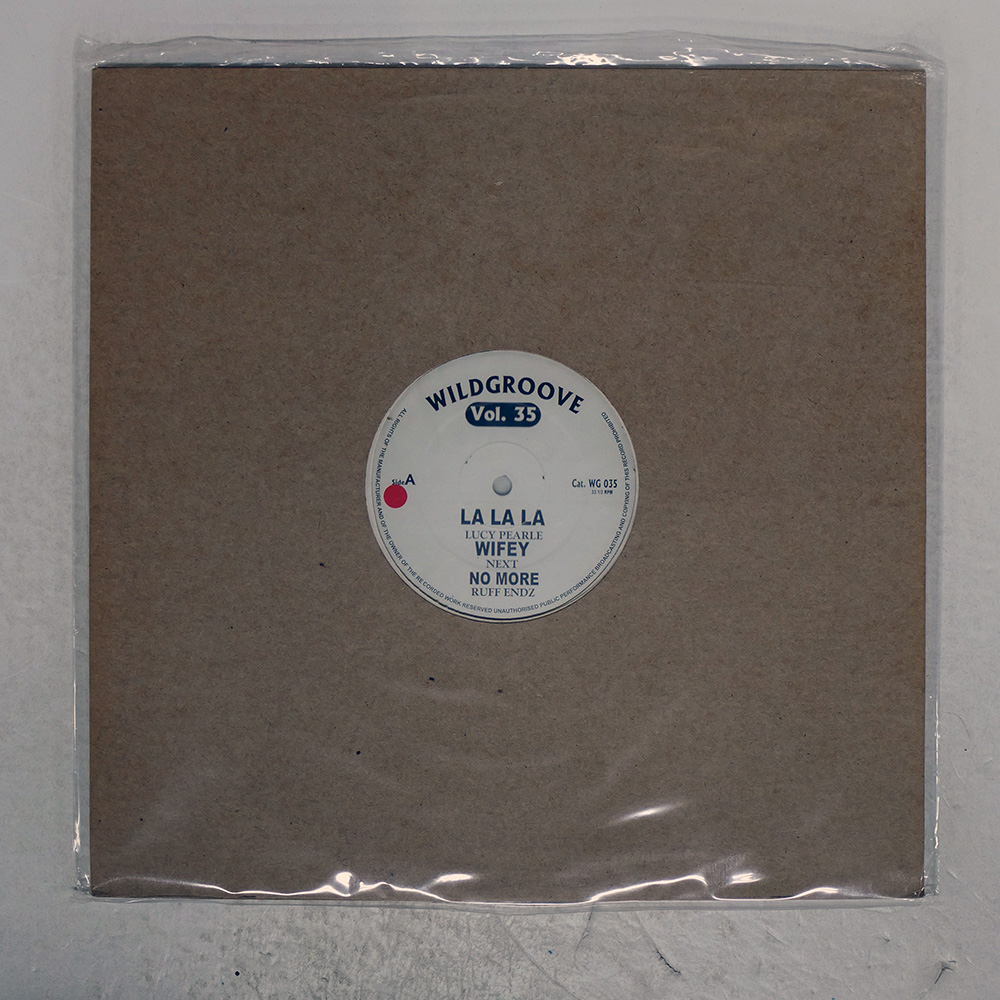 WILDGROOVE
Vol. 35
Side A
Cat. WG 035
33 1/3 RPM
LA LA LA
LUCY PEARLE
WIFEY
NEXT
NO MORE
RUFF ENDZ
ALL RIGHTS OF THE MANUFACTURER AND OF THE OWNER OF THE RECORDED WORK RESERVED UNAUTHORISED PUBLIC PERFORMANCE BROADCASTING AND COPYING OF THIS RECORD PROHIBITED